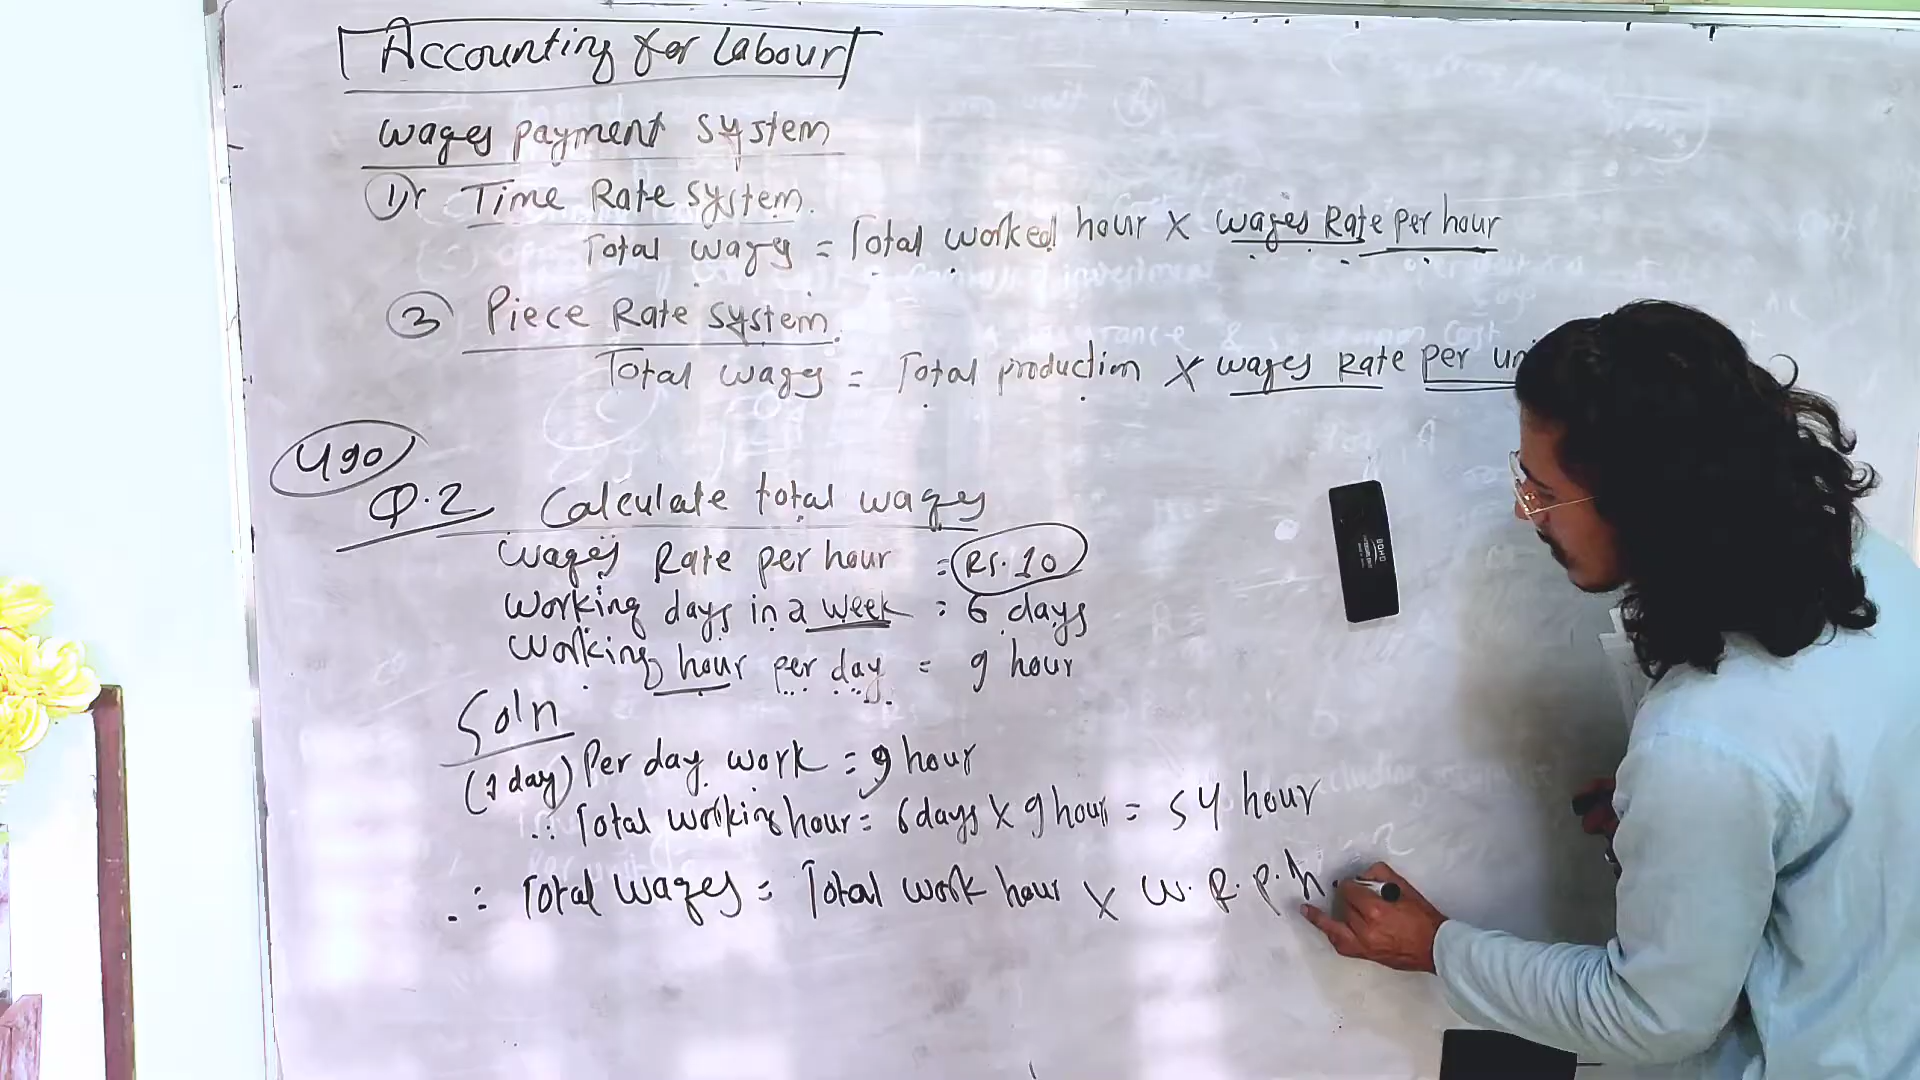 Accounting for Labour
Wages payment system
① Time Rate system.
Total wages = Total worked hour X wages Rate per hour
③ Piece Rate system.
Total wages = Total production X wages Rate per uni
490
Q.2 Calculate total wages
Wages Rate per hour = Rs. 10
Working days in a week = 6 days
Working hour per day = 9 hour
Soln
(1 day) Per day work = 9 hour
∴ Total working hour = 6 days X 9 hour = 54 hour
∴ Total Wages = Total work hour X W. R. P. h.